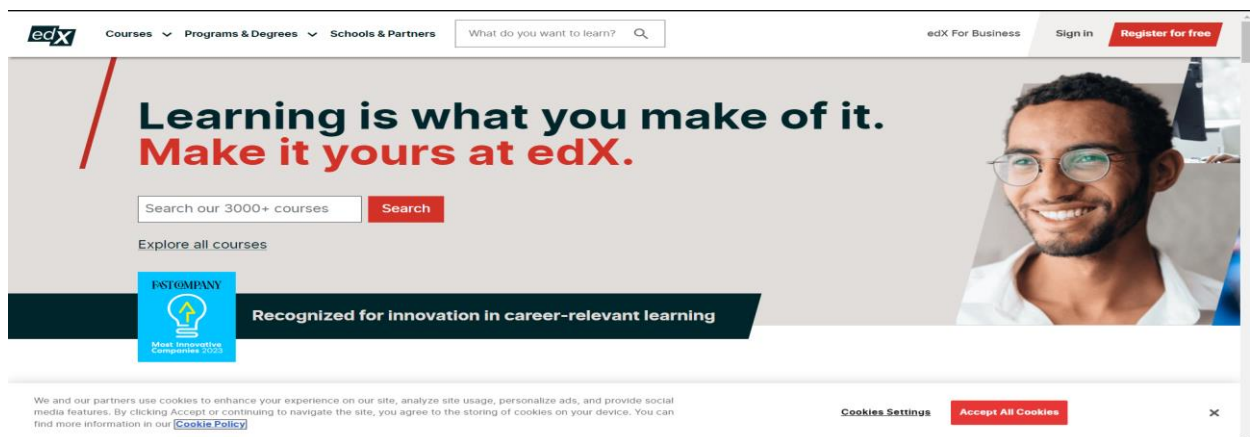 edX Courses Programs & Degrees Schools & Partners What do you want to learn? edX For Business Sign in Register for free
Learning is what you make of it.
Make it yours at edX.
Search our 3000+ courses Search
Explore all courses
FAST COMPANY
Recognized for innovation in career-relevant learning
Most Innovative
Companies 2023
We and our partners use cookies to enhance your experience on our site, analyze site usage, personalize ads, and provide social
media features. By clicking Accept or continuing to navigate the site, you agree to the storing of cookies on your device. You can
find more information in our Cookie Policy
Cookies Settings Accept All Cookies